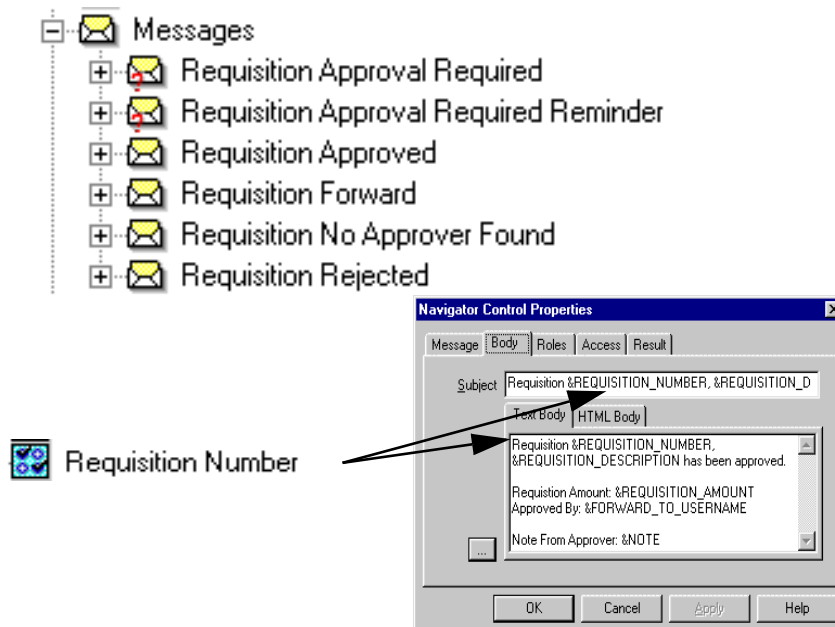 Messages
Requisition Approval Required
Requisition Approval Required Reminder
Requisition Approved
Requisition Forward
Requisition No Approver Found
Requisition Rejected
Navigator Control Properties
Message Body Roles Access Result
Subject Requisition &REQUISITION_NUMBER, &REQUISITION_D
Text Body HTML Body
Requisition &REQUISITION_NUMBER,
&REQUISITION_DESCRIPTION has been approved.
Requistion Amount: &REQUISITION_AMOUNT
Approved By: &FORWARD_TO_USERNAME
Note From Approver: &NOTE
...
Requisition Number
OK Cancel Apply Help